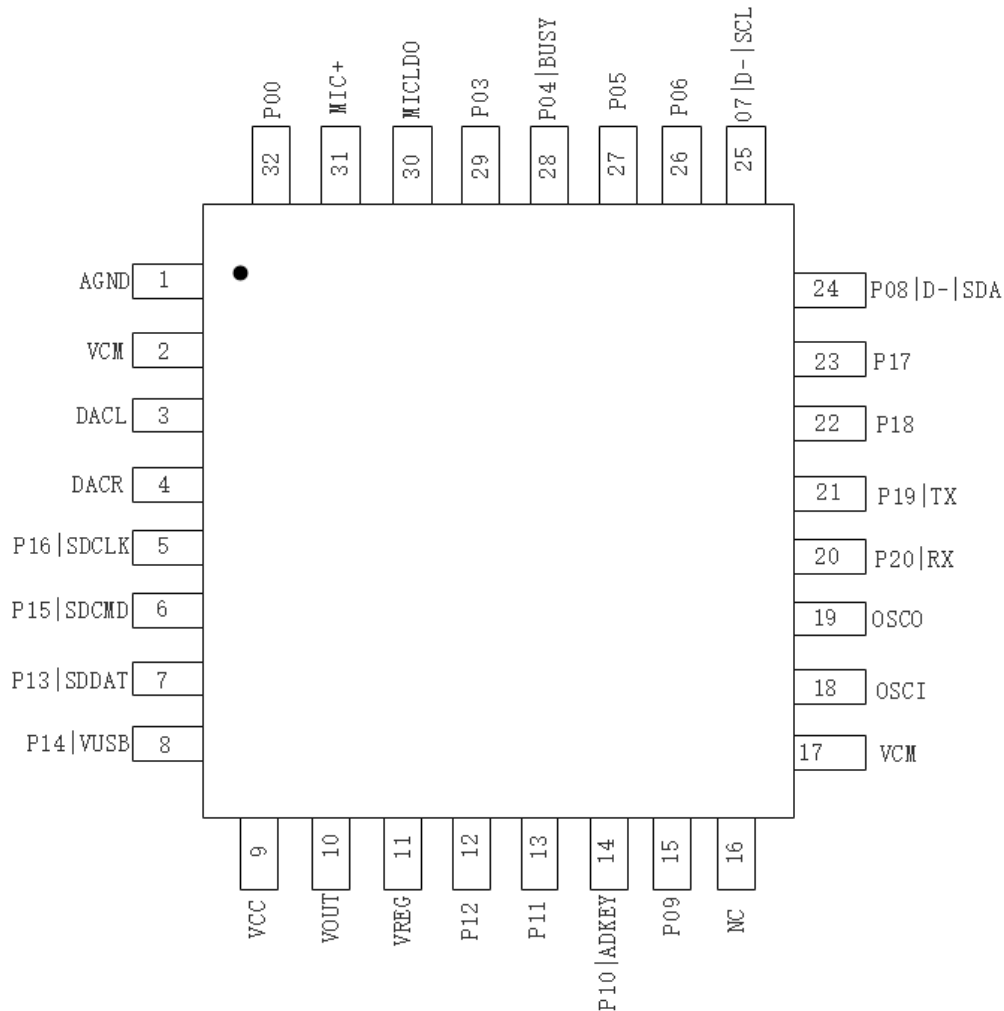 P00
MIC+
MICLDO
P03
P04|BUSY
P05
P06
07|D-|SCL
32
31
30
29
28
27
26
25
AGND 1
VCM 2
DACL 3
DACR 4
P16|SDCLK 5
P15|SDCMD 6
P13|SDDAT 7
P14|VUSB 8
24 P08|D-|SDA
23 P17
22 P18
21 P19|TX
20 P20|RX
19 OSCO
18 OSCI
17 VCM
9
10
11
12
13
14
15
16
VCC
VOUT
VREG
P12
P11
P10|ADKEY
P09
NC